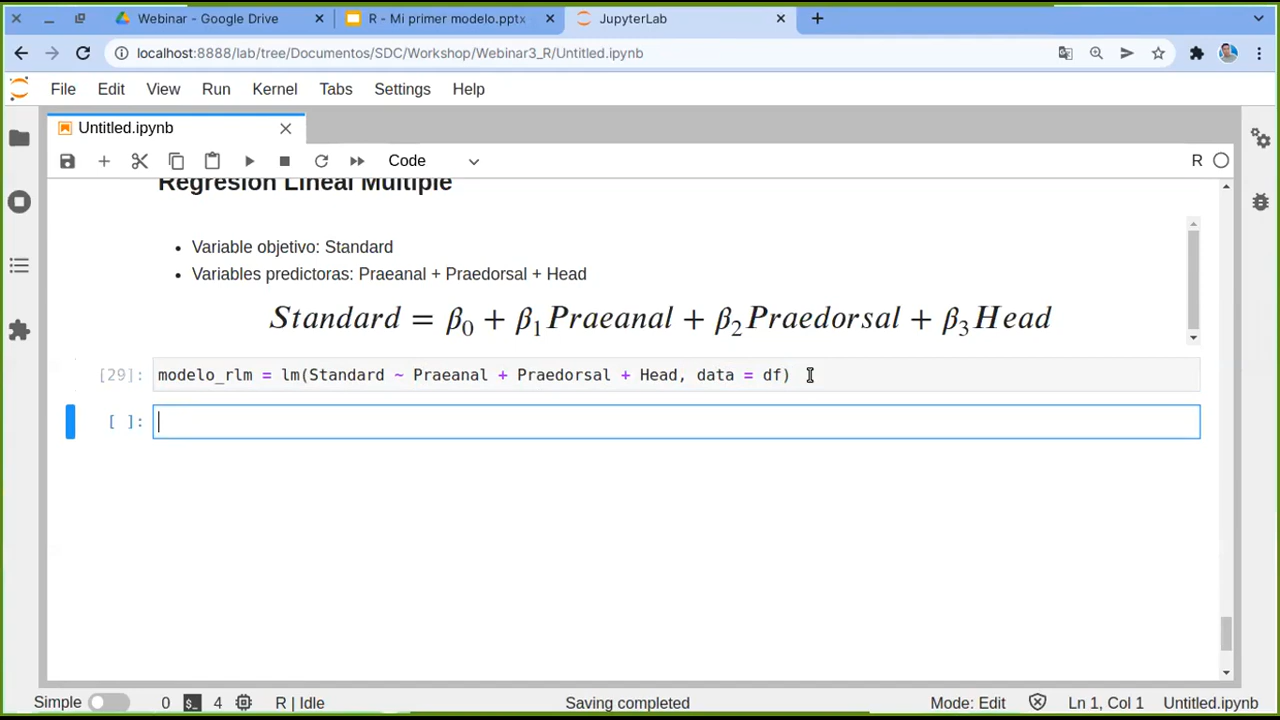 Webinar - Google Drive
R - Mi primer modelo.pptx
JupyterLab
localhost:8888/lab/tree/Documentos/SDC/Workshop/Webinar3_R/Untitled.ipynb
File Edit View Run Kernel Tabs Settings Help
Untitled.ipynb
Code
R
Regresión Lineal Multiple
• Variable objetivo: Standard
• Variables predictoras: Praeanal + Praedorsal + Head
Standard = β₀ + β₁Praeanal + β₂Praedorsal + β₃Head
[29]: modelo_rlm = lm(Standard ~ Praeanal + Praedorsal + Head, data = df)
[ ]:
Simple 0 4 R | Idle Saving completed Mode: Edit Ln 1, Col 1 Untitled.ipynb